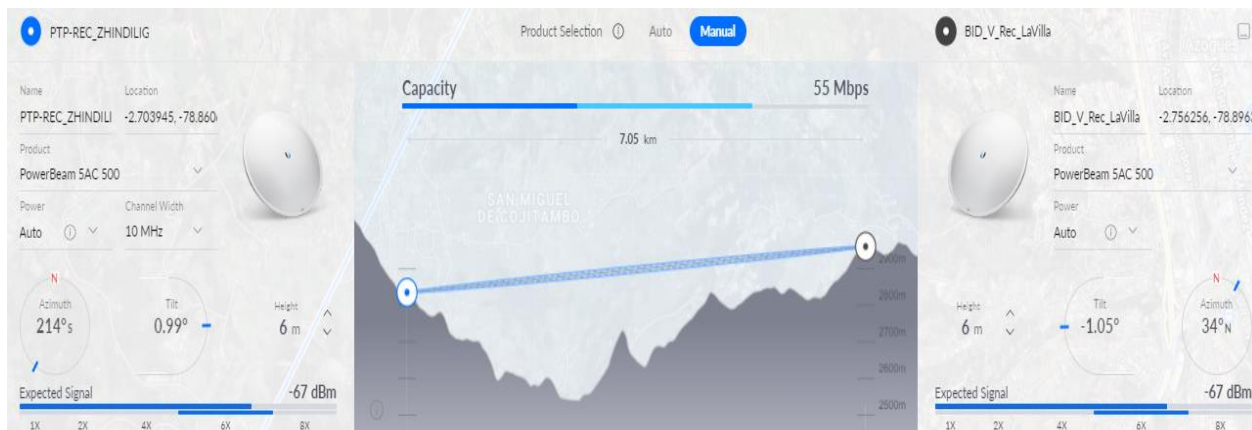 PTP-REC_ZHINDILIG
Product Selection Auto Manual
BID_V_Rec_LaVilla
Name Location
PTP-REC_ZHINDILI -2.703945, -78.860
Product
PowerBeam 5AC 500
Power Channel Width
Auto 10 MHz
N
Azimuth
214° S
Tilt
0.99°
Height
6 m
Expected Signal -67 dBm
1X 2X 4X 6X 8X
Capacity 55 Mbps
7.05 km
SAN MIGUEL
DE COJITAMBO
2900m
2800m
2700m
2600m
2500m
Name Location
BID_V_Rec_LaVilla -2.756256, -78.896
Product
PowerBeam 5AC 500
Power
Auto
Height
6 m
Tilt
-1.05°
N
Azimuth
34° N
Expected Signal -67 dBm
1X 2X 4X 6X 8X